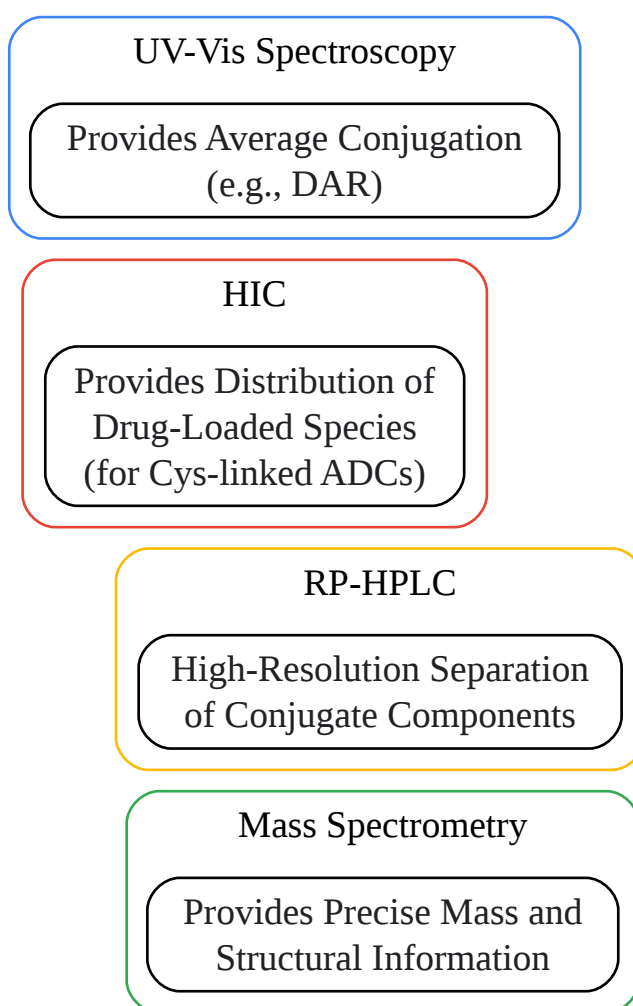 UV-Vis Spectroscopy
Provides Average Conjugation
(e.g., DAR)
HIC
Provides Distribution of
Drug-Loaded Species
(for Cys-linked ADCs)
RP-HPLC
High-Resolution Separation
of Conjugate Components
Mass Spectrometry
Provides Precise Mass and
Structural Information